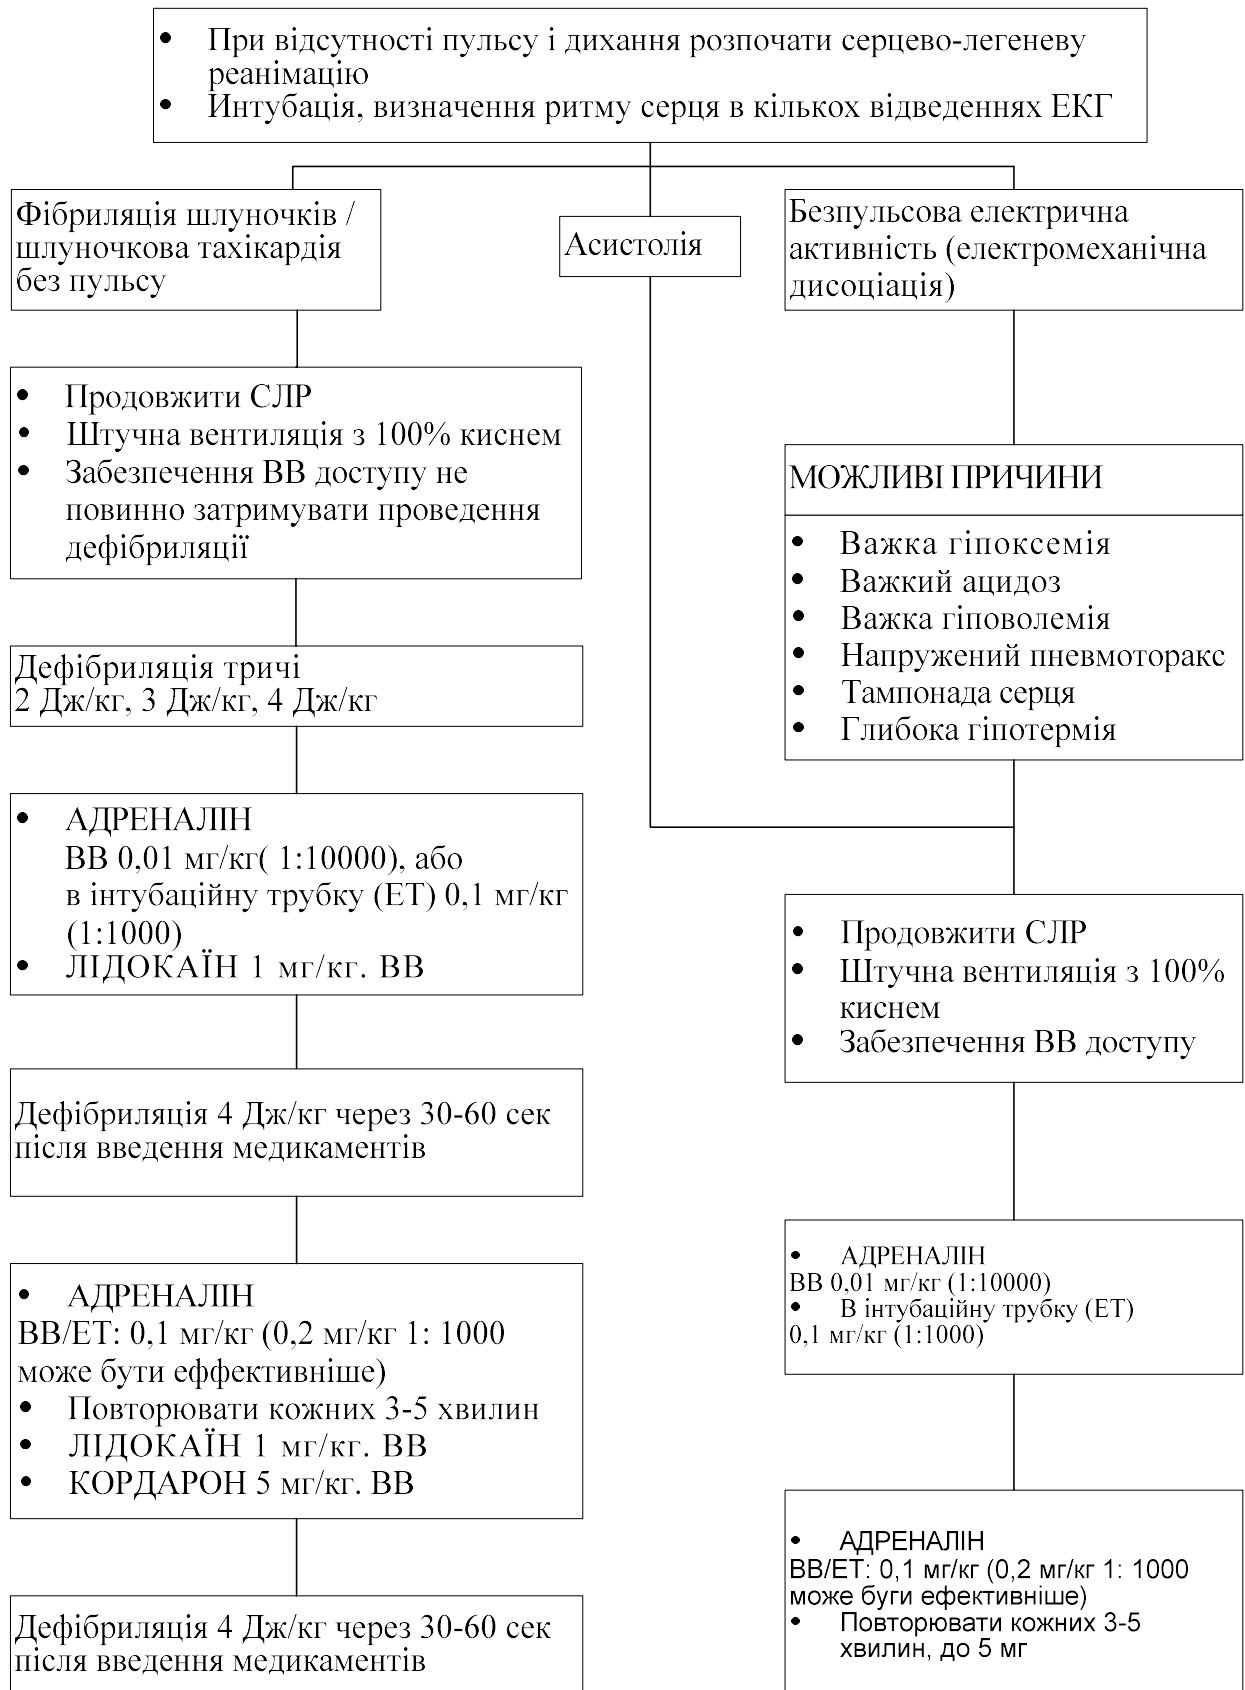 • При відсутності пульсу і дихання розпочати серцево-легеневу
реанімацію
• Интубація, визначення ритму серця в кількох відведеннях ЕКГ
Фібриляція шлуночків /
шлуночкова тахікардія
без пульсу
Асистолія
Безпульсова електрична
активність (електромеханічна
дисоціація)
• Продовжити СЛР
• Штучна вентиляція з 100% киснем
• Забезпечення ВВ доступу не
повинно затримувати проведення
дефібриляції
Дефібриляція тричі
2 Дж/кг, 3 Дж/кг, 4 Дж/кг
• АДРЕНАЛІН
ВВ 0,01 мг/кг( 1:10000), або
в інтубаційну трубку (ЕТ) 0,1 мг/кг
(1:1000)
• ЛІДОКАЇН 1 мг/кг. ВВ
Дефібриляція 4 Дж/кг через 30-60 сек
після введення медикаментів
• АДРЕНАЛІН
ВВ/ЕТ: 0,1 мг/кг (0,2 мг/кг 1: 1000
може бути еффективніше)
• Повторювати кожних 3-5 хвилин
• ЛІДОКАЇН 1 мг/кг. ВВ
• КОРДАРОН 5 мг/кг. ВВ
Дефібриляція 4 Дж/кг через 30-60 сек
після введення медикаментів
МОЖЛИВІ ПРИЧИНИ
• Важка гіпоксемія
• Важкий ацидоз
• Важка гіповолемія
• Напружений пневмоторакс
• Тампонада серця
• Глибока гіпотермія
• Продовжити СЛР
• Штучна вентиляція з 100%
киснем
• Забезпечення ВВ доступу
• АДРЕНАЛІН
ВВ 0,01 мг/кг (1:10000)
• В інтубаційну трубку (ЕТ)
0,1 мг/кг (1:1000)
• АДРЕНАЛІН
ВВ/ЕТ: 0,1 мг/кг (0,2 мг/кг 1: 1000
може буги ефективніше)
• Повторювати кожних 3-5
хвилин, до 5 мг